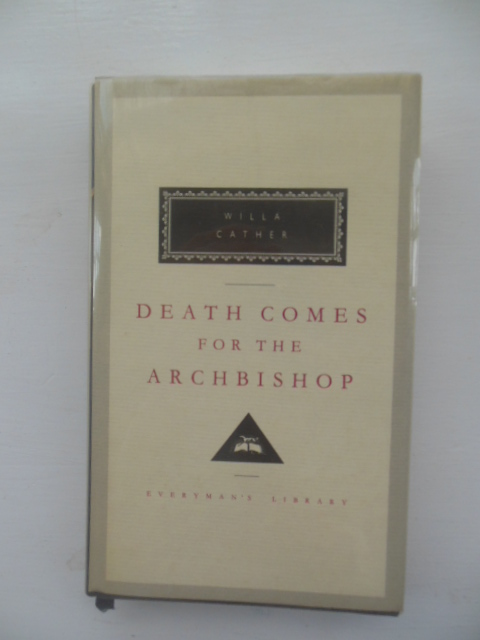 WILLA
CATHER
DEATH COMES
FOR THE
ARCHBISHOP
EVERYMAN'S LIBRARY